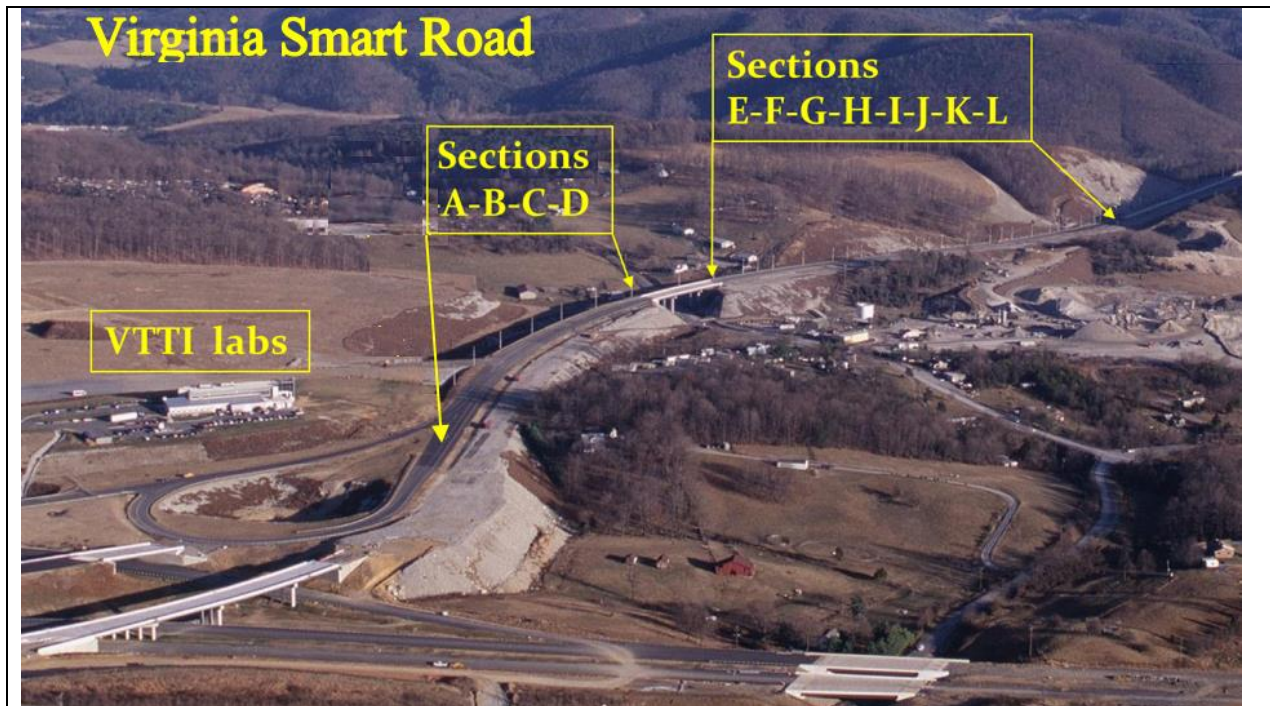 Virginia Smart Road
Sections
E-F-G-H-I-J-K-L
Sections
A-B-C-D
VTTI labs